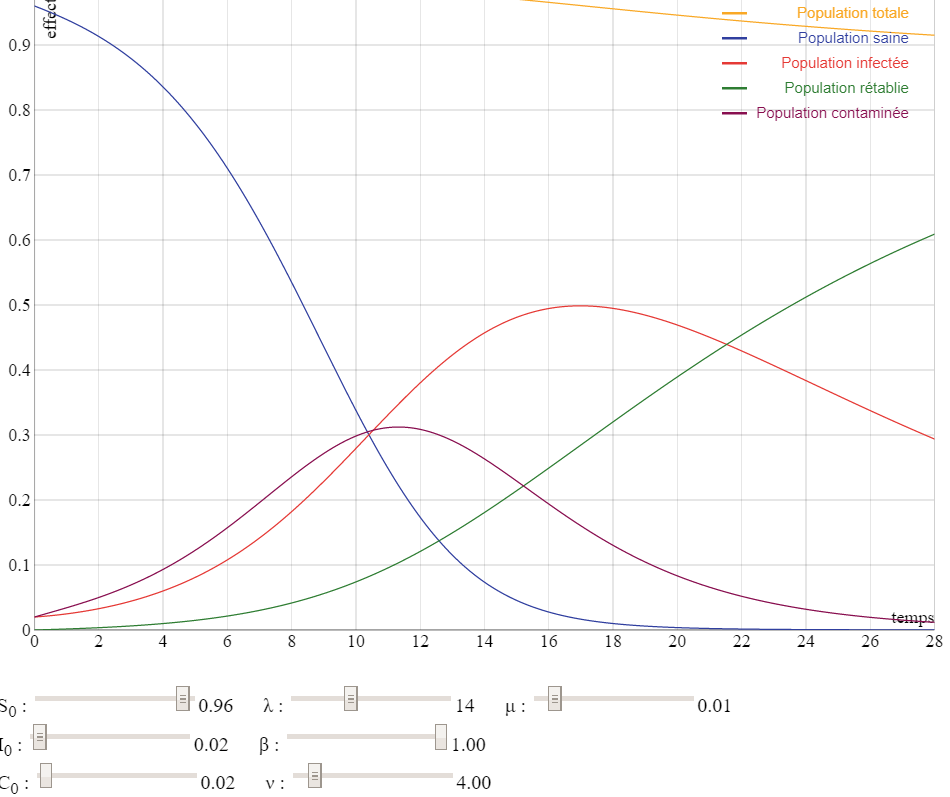 effect
Population totale
Population saine
Population infectée
Population rétablie
Population contaminée
0.9
0.8
0.7
0.6
0.5
0.4
0.3
0.2
0.1
0
temps
0 2 4 6 8 10 12 14 16 18 20 22 24 26 28
S0 : 0.96 λ : 14 μ : 0.01
I0 : 0.02 β : 1.00
C0 : 0.02 ν : 4.00